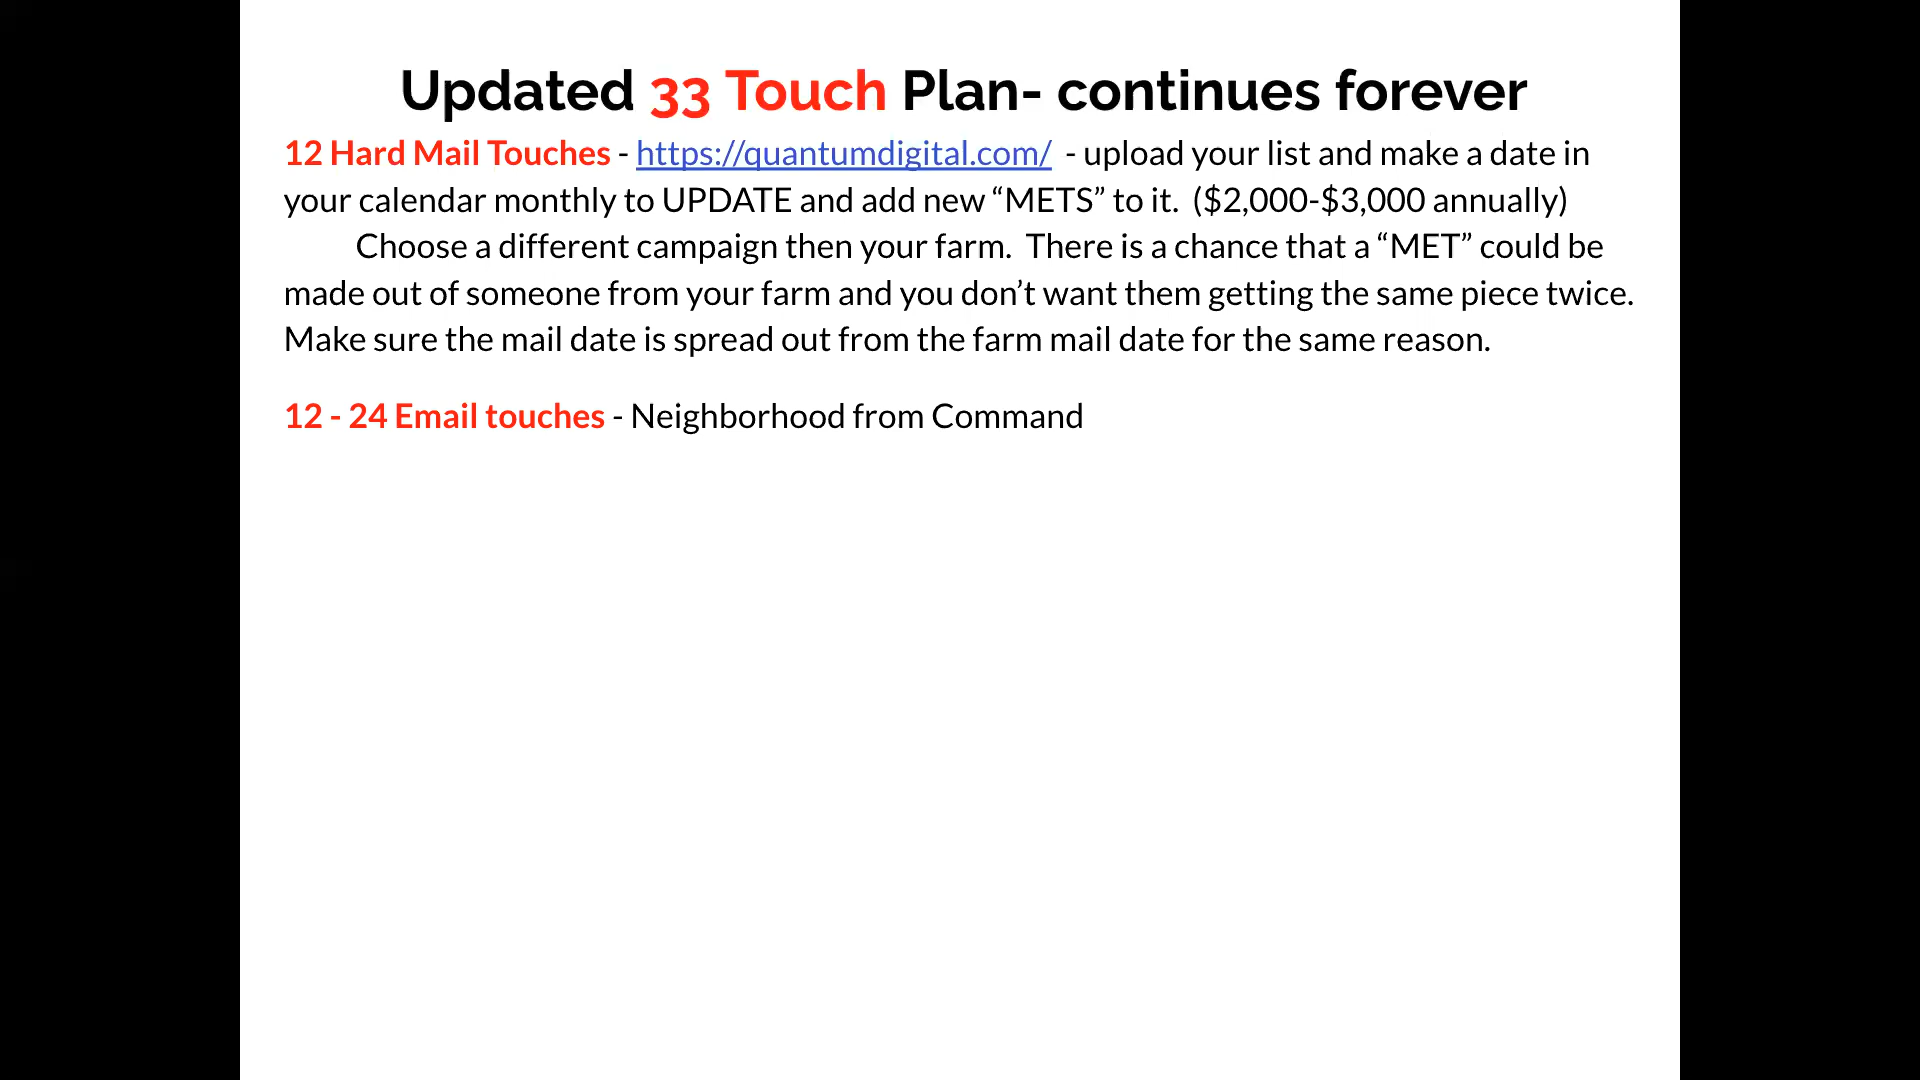 Updated 33 Touch Plan- continues forever
12 Hard Mail Touches - https://quantumdigital.com/ - upload your list and make a date in
your calendar monthly to UPDATE and add new “METS” to it. ($2,000-$3,000 annually)
Choose a different campaign then your farm. There is a chance that a “MET” could be
made out of someone from your farm and you don’t want them getting the same piece twice.
Make sure the mail date is spread out from the farm mail date for the same reason.
12 - 24 Email touches - Neighborhood from Command